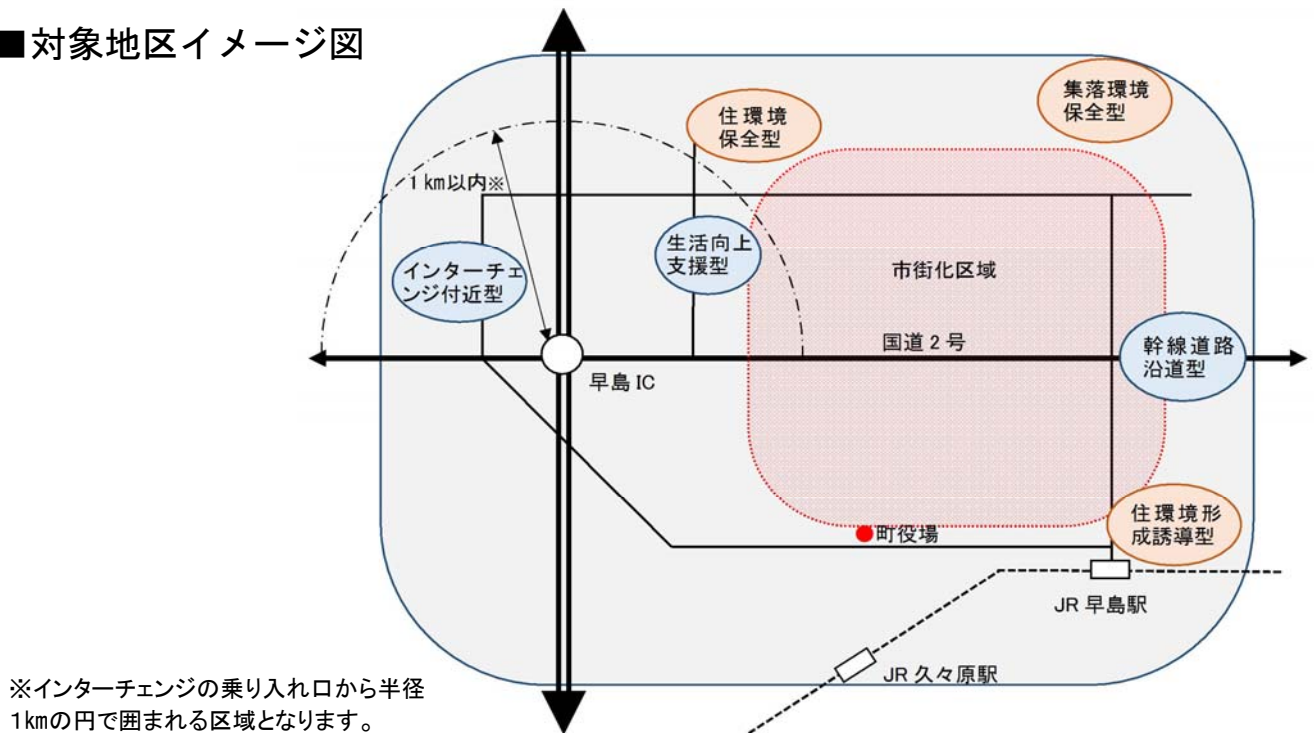 ■対象地区イメージ図
集落環境
保全型
住環境
保全型
1km以内※
生活向上
支援型
インターチェ
ンジ付近型
市街化区域
国道2号
幹線道路
沿道型
早島IC
住環境形
成誘導型
町役場
JR早島駅
JR久々原駅
※インターチェンジの乗り入れ口から半径
1kmの円で囲まれる区域となります。